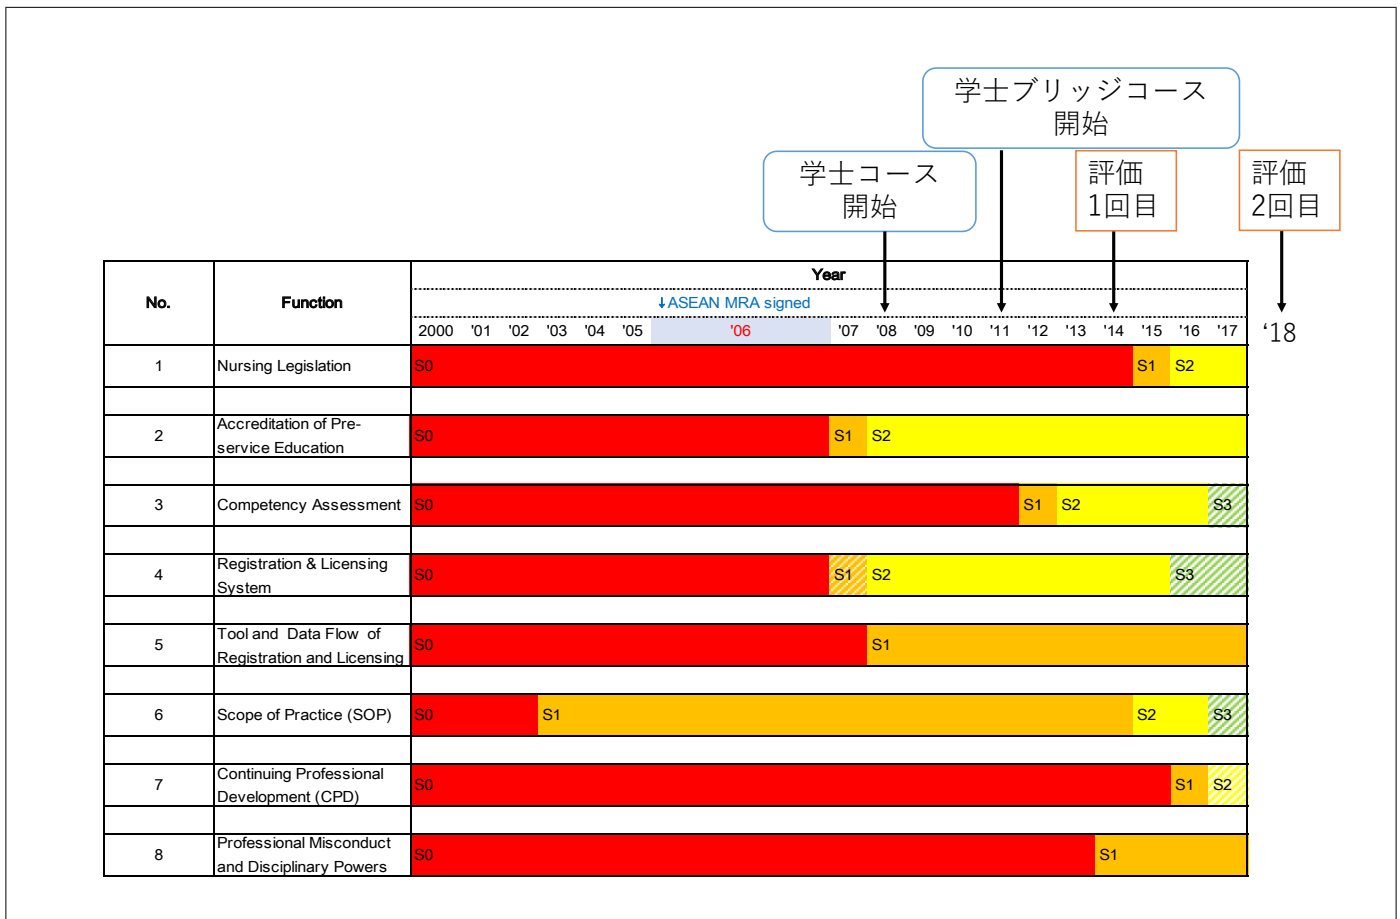 学士ブリッジコース
開始
学士コース
開始
評価
1回目
評価
2回目
No.
Function
Year
↓ASEAN MRA signed
2000 '01 '02 '03 '04 '05 '06 '07 '08 '09 '10 '11 '12 '13 '14 '15 '16 '17 '18
1 Nursing Legislation S0 S1 S2
2 Accreditation of Pre-
service Education S0 S1 S2
3 Competency Assessment S0 S1 S2 S3
4 Registration & Licensing
System S0 S1 S2 S3
5 Tool and Data Flow of
Registration and Licensing S0 S1
6 Scope of Practice (SOP) S0 S1 S2 S3
7 Continuing Professional
Development (CPD) S0 S1 S2
8 Professional Misconduct
and Disciplinary Powers S0 S1